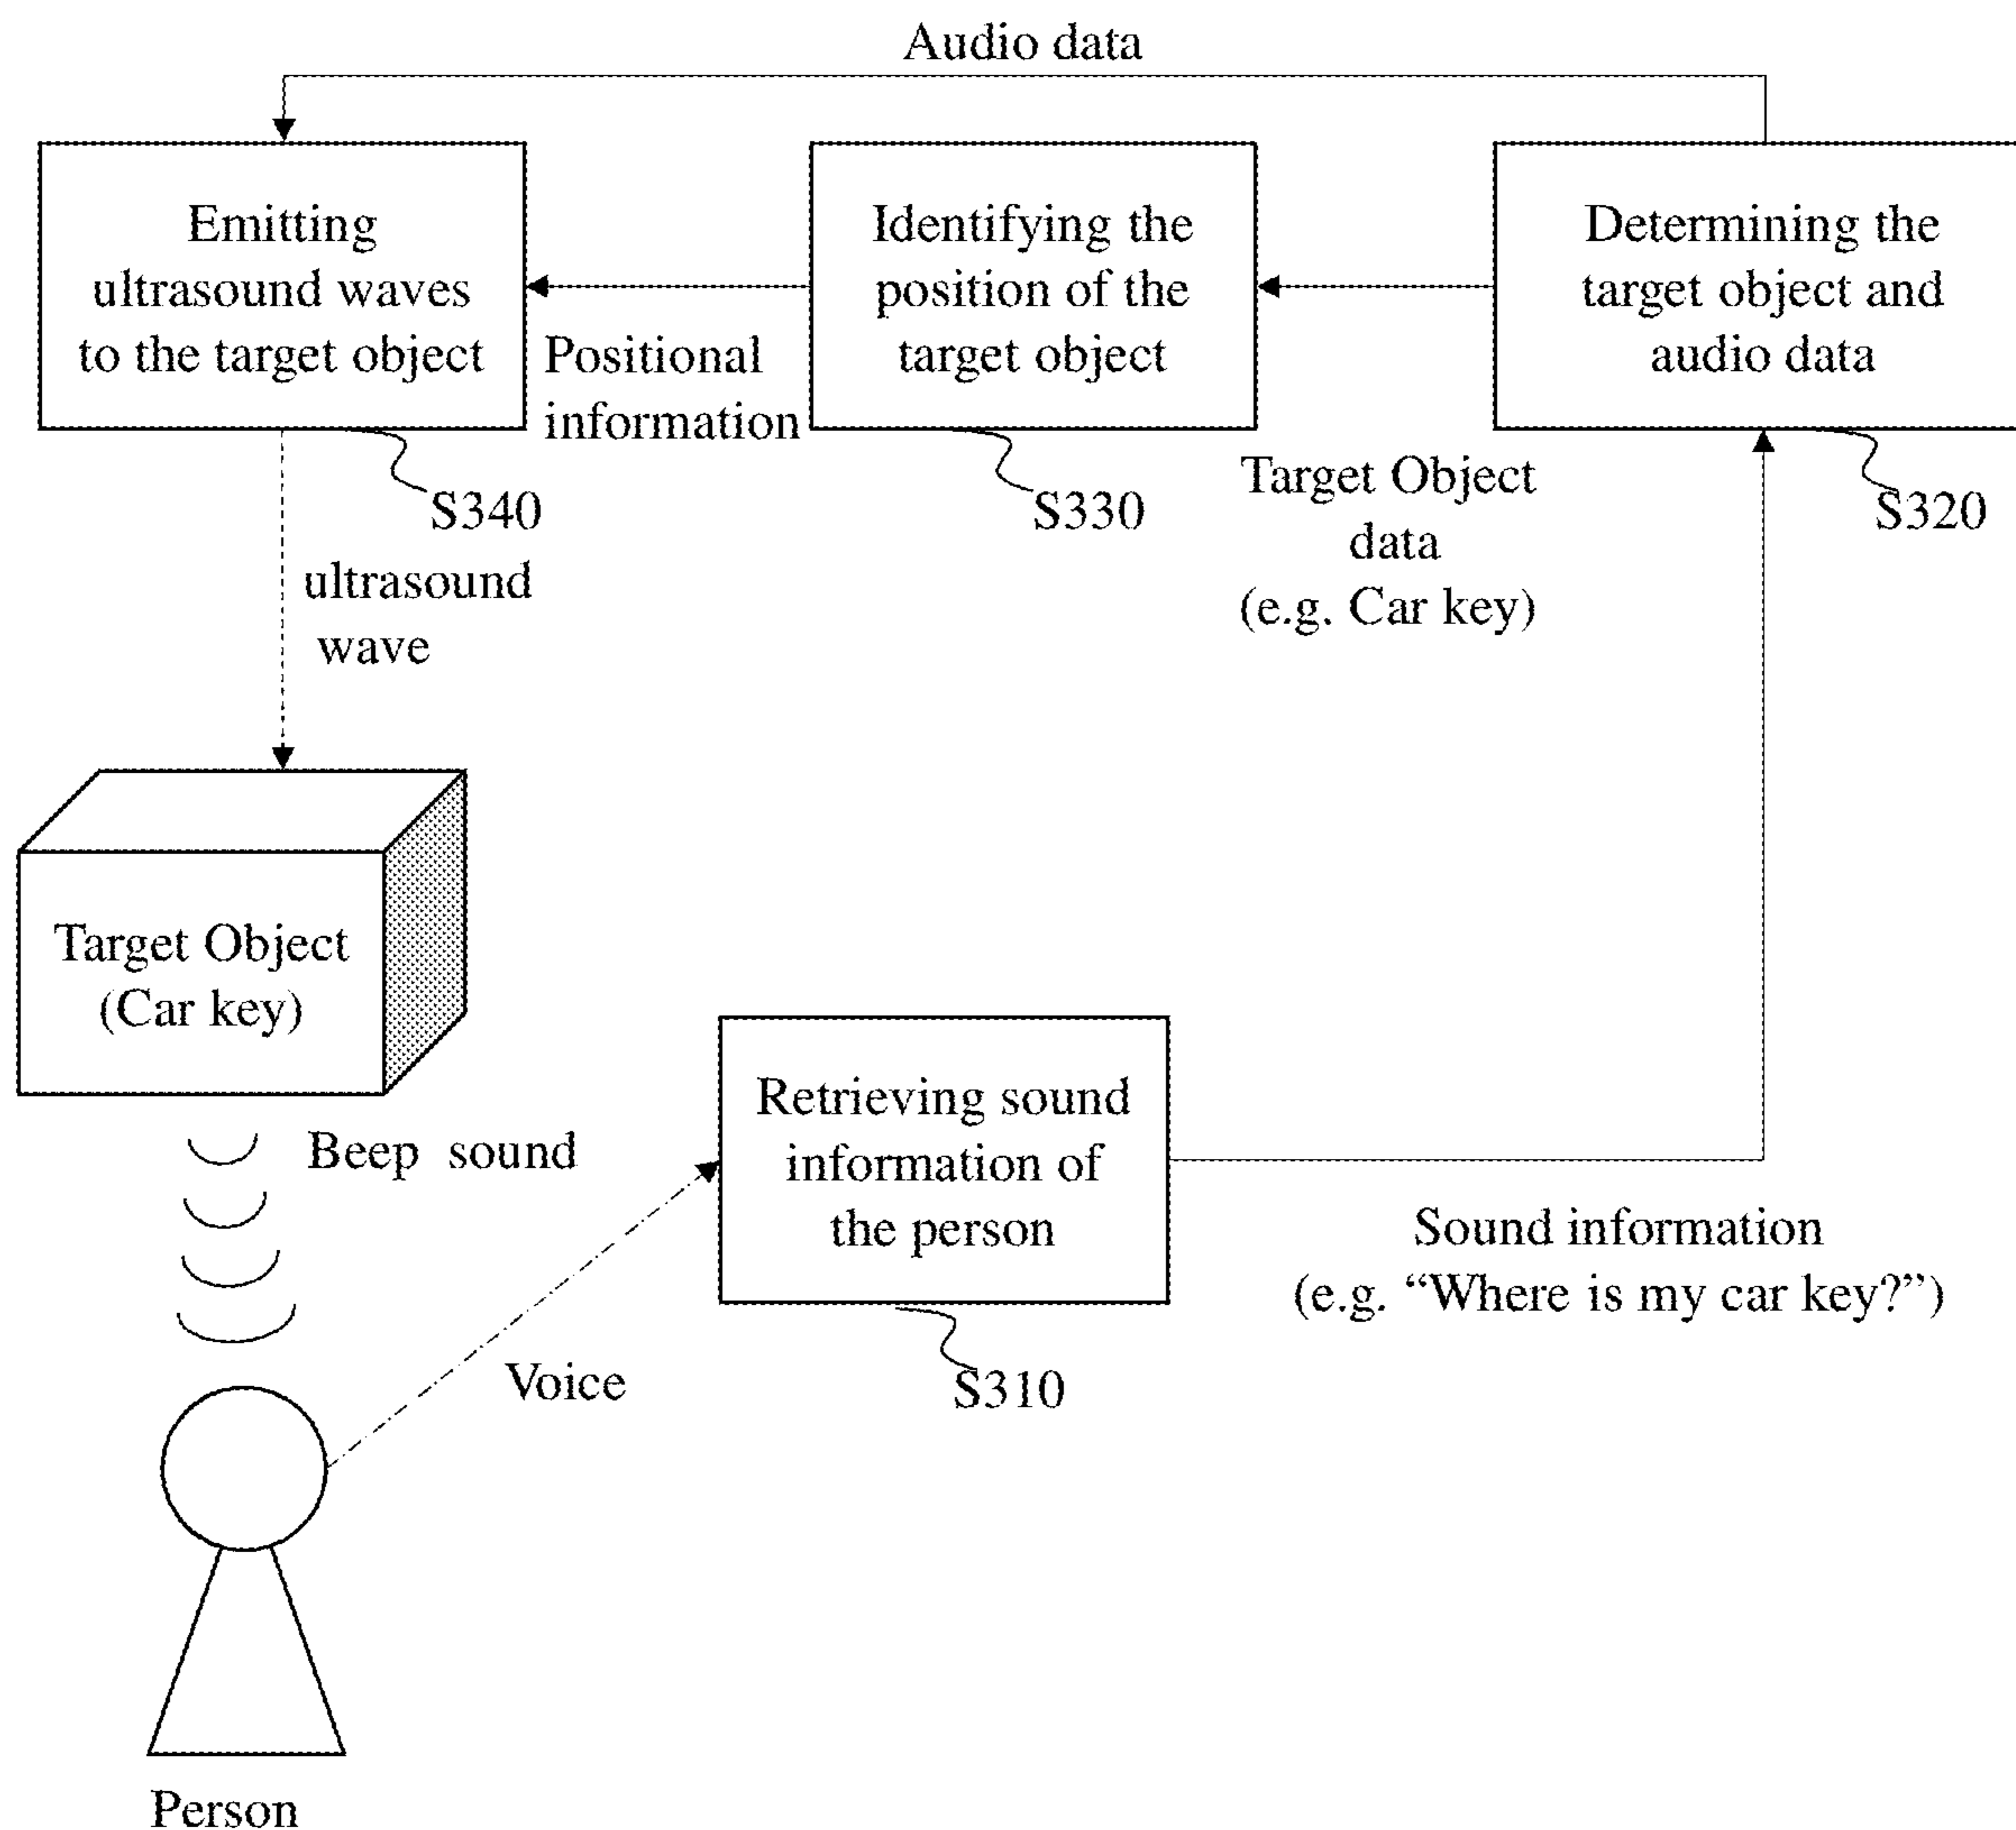 Audio data
Emitting
ultrasound waves
to the target object
Identifying the
position of the
target object
Determining the
target object and
audio data
Positional
information
S340
S330
Target Object
data
(e.g. Car key)
S320
ultrasound
wave
Target Object
(Car key)
Beep sound
Retrieving sound
information of
the person
Sound information
(e.g. “Where is my car key?”)
Voice
S310
Person